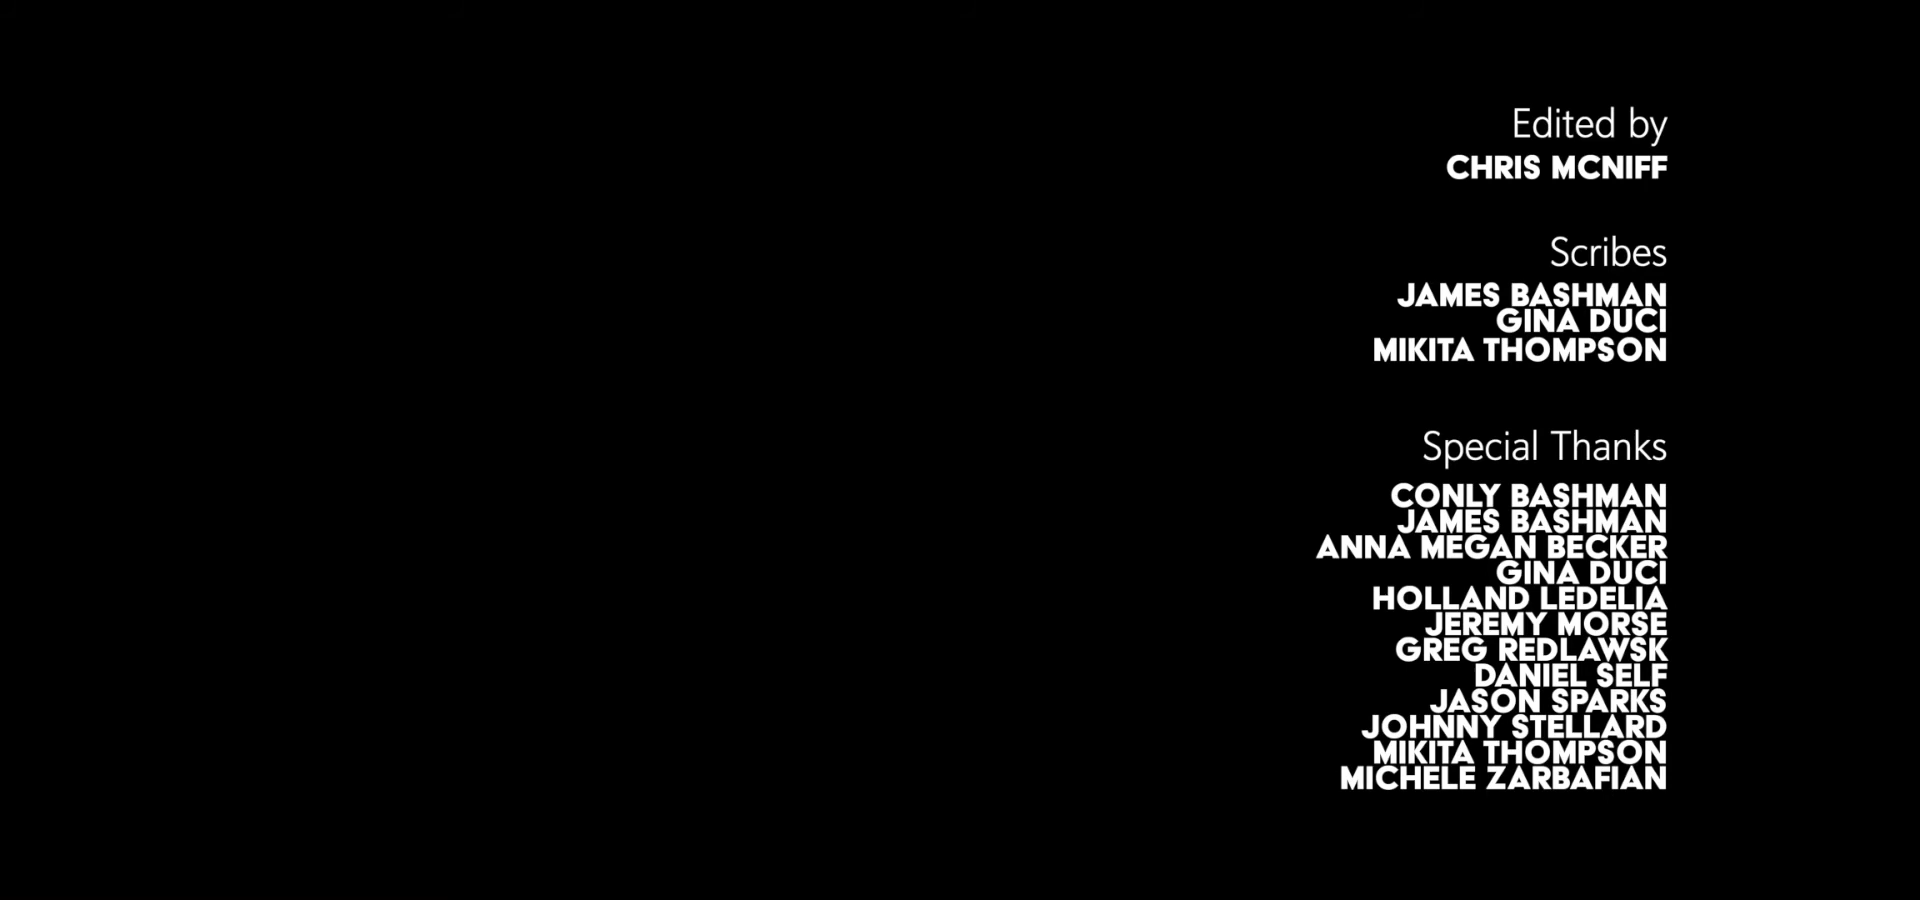 Edited by
CHRIS MCNIFF
Scribes
JAMES BASHMAN
GINA DUCI
MIKITA THOMPSON
Special Thanks
CONLY BASHMAN
JAMES BASHMAN
ANNA MEGAN BECKER
GINA DUCI
HOLLAND LEDELIA
JEREMY MORSE
GREG REDLAWSK
DANIEL SELF
JASON SPARKS
JOHNNY STELLARD
MIKITA THOMPSON
MICHELE ZARBAFIAN